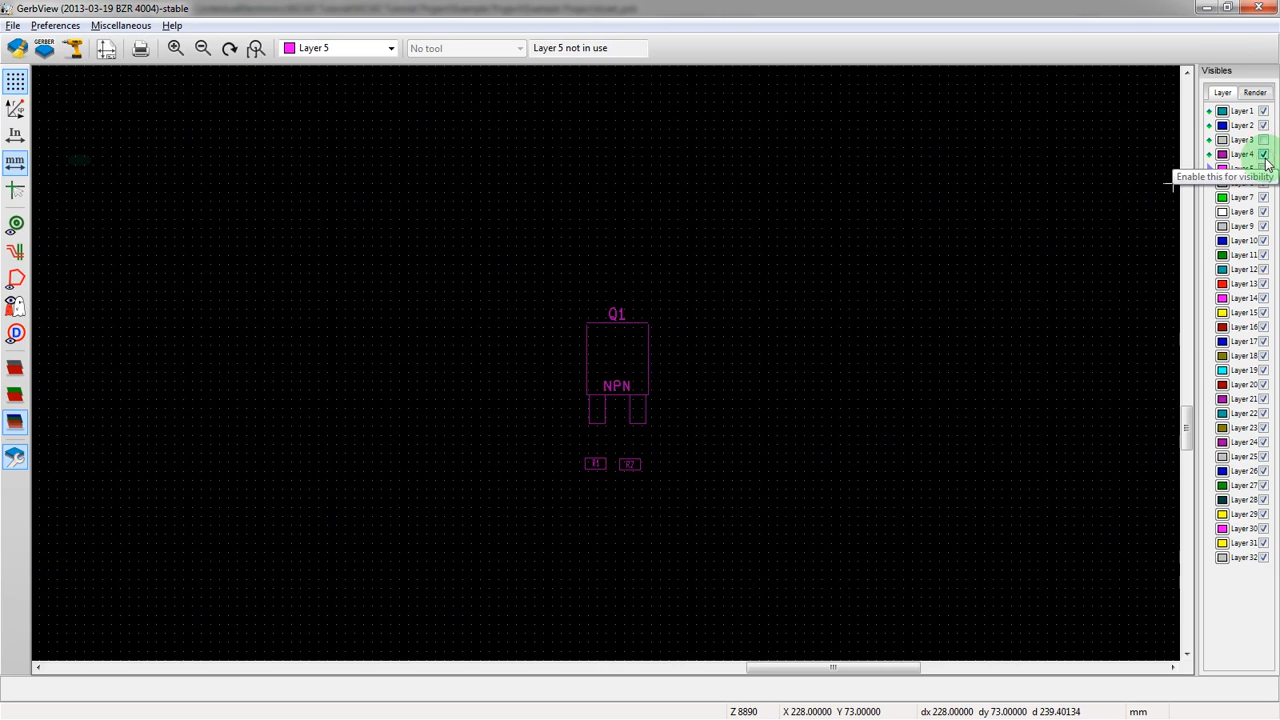 GerbView (2013-03-19 BZR 4004)-stable
File Preferences Miscellaneous Help
Layer 5 No tool Layer 5 not in use
Visibles
Layer Render
In
mm
Layer 1
Layer 2
Layer 3
Layer 4
Enable this for visibility
Layer 7
Layer 8
Layer 9
Layer 10
Layer 11
Layer 12
Layer 13
Layer 14
Layer 15
Layer 16
Layer 17
Layer 18
Layer 19
Layer 20
Layer 21
Layer 22
Layer 23
Layer 24
Layer 25
Layer 26
Layer 27
Layer 28
Layer 29
Layer 30
Layer 31
Layer 32
Q1
NPN
R1 R2
Z 8890 X 228.00000 Y 73.00000 dx 228.00000 dy 73.00000 d 239.40134 mm